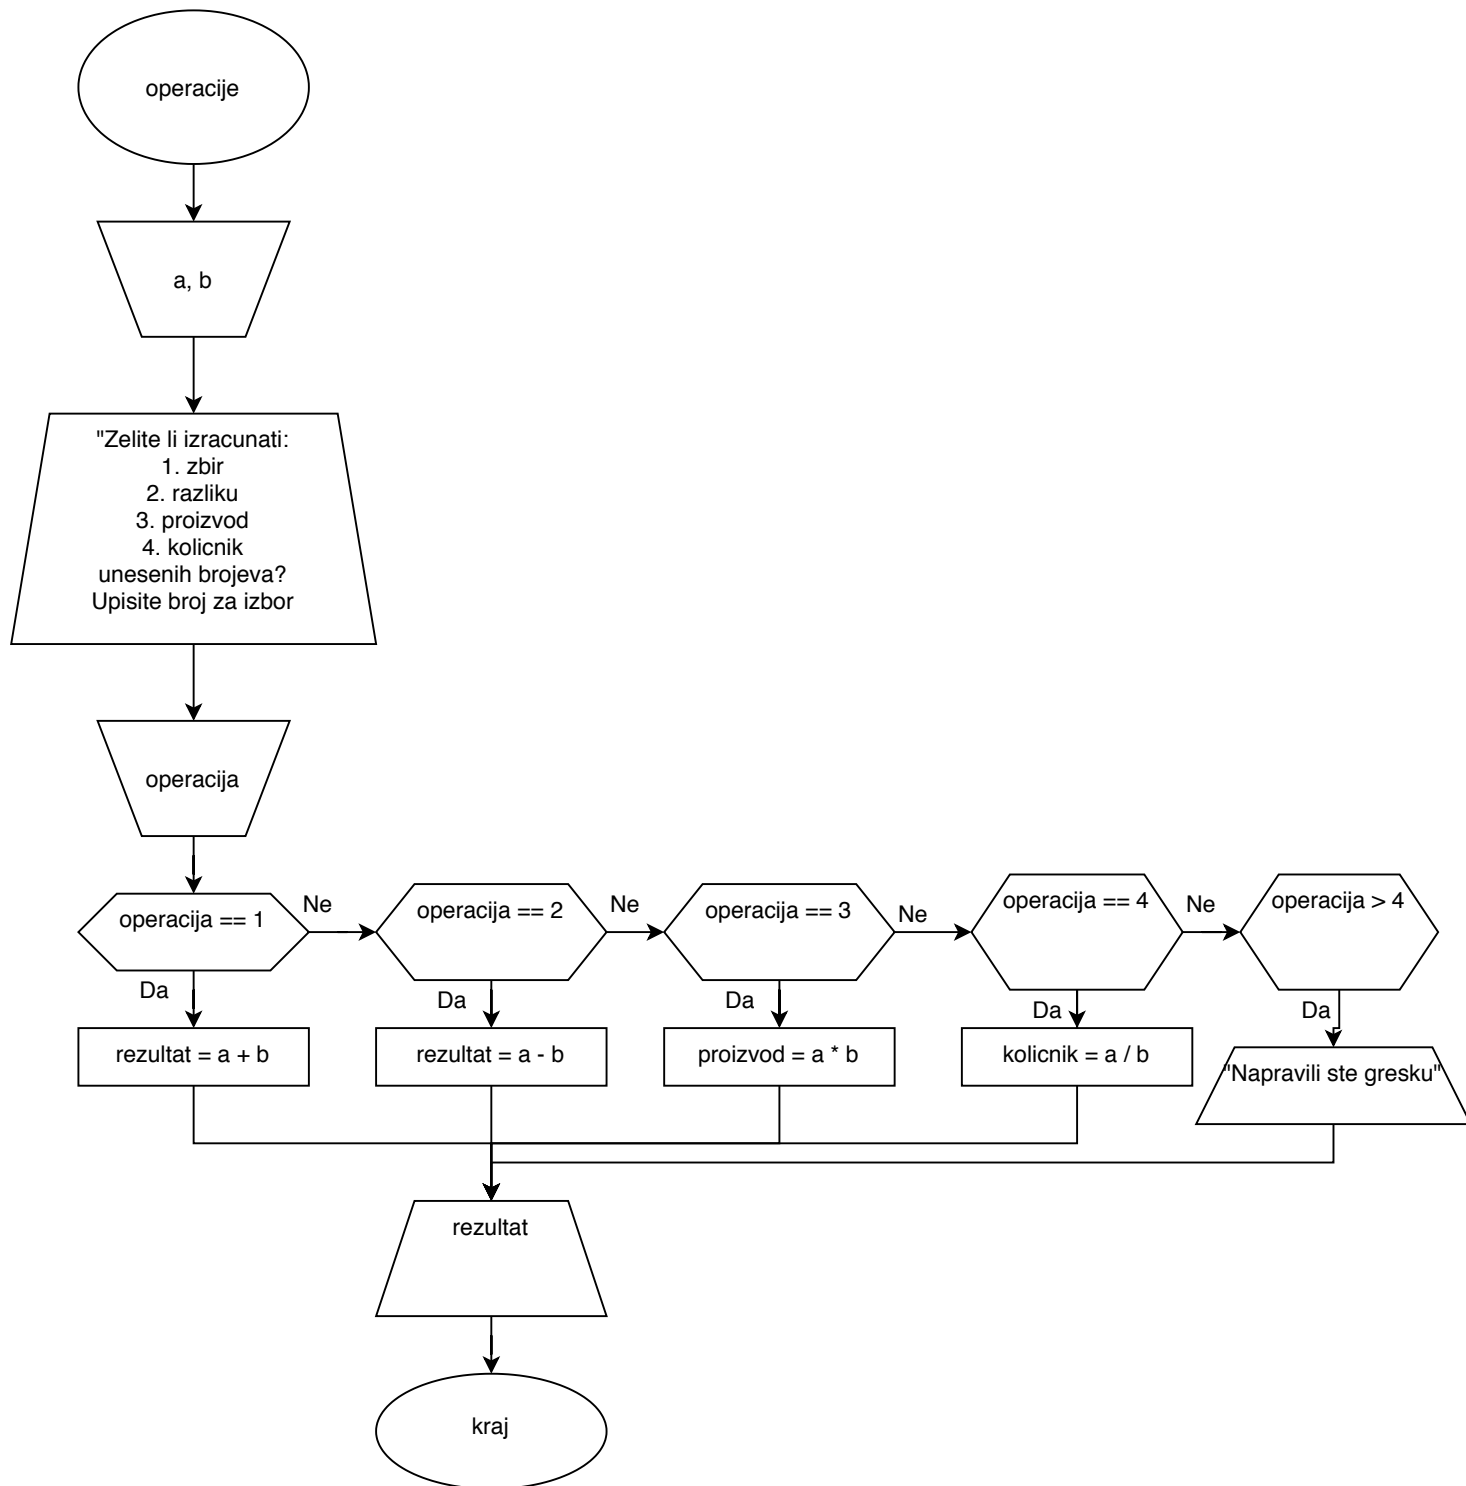 operacije
a, b
"Zelite li izracunati:
1. zbir
2. razliku
3. proizvod
4. kolicnik
unesenih brojeva?
Upisite broj za izbor
operacija
operacija == 1
Ne
operacija == 2
Ne
operacija == 3
Ne
operacija == 4
Ne
operacija > 4
Da
Da
Da
Da
Da
rezultat = a + b
rezultat = a - b
proizvod = a * b
kolicnik = a / b
"Napravili ste gresku"
rezultat
kraj